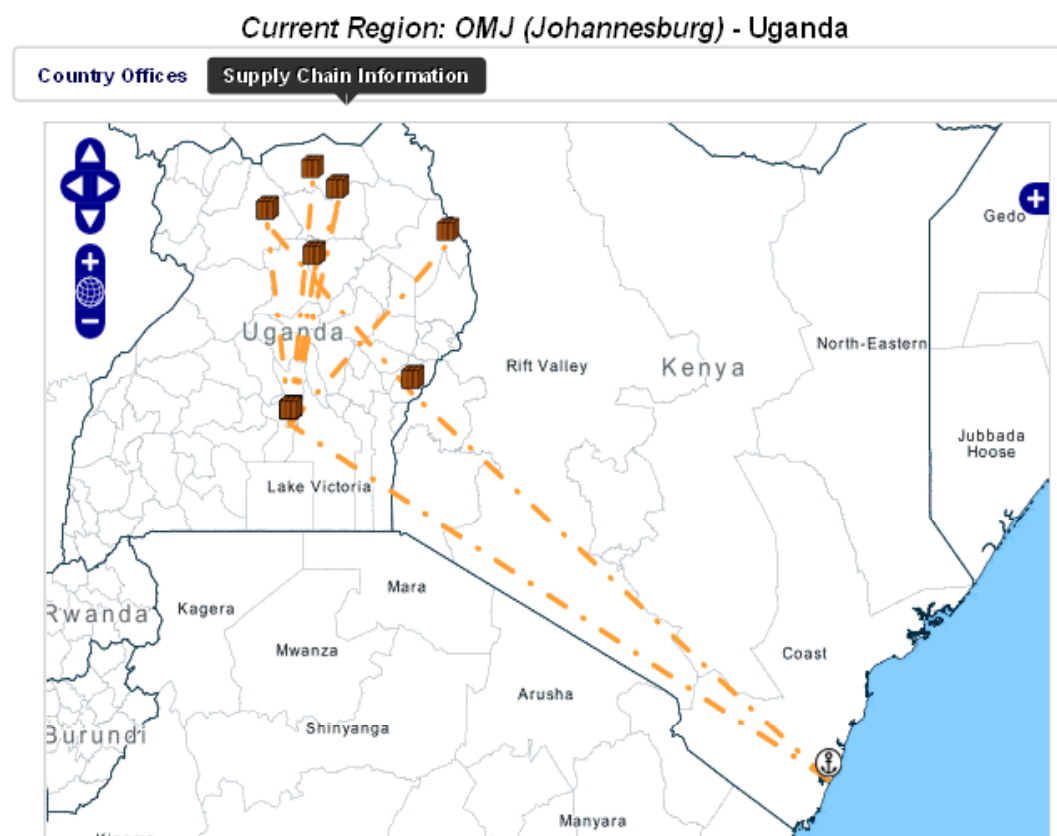 Current Region: OMJ (Johannesburg) - Uganda
Country Offices
Supply Chain Information
Gedo
Uganda
North-Eastern
Rift Valley
Kenya
Jubbada
Hoose
Lake Victoria
Mara
Rwanda
Kagera
Mwanza
Coast
Arusha
Shinyanga
Burundi
Manyara